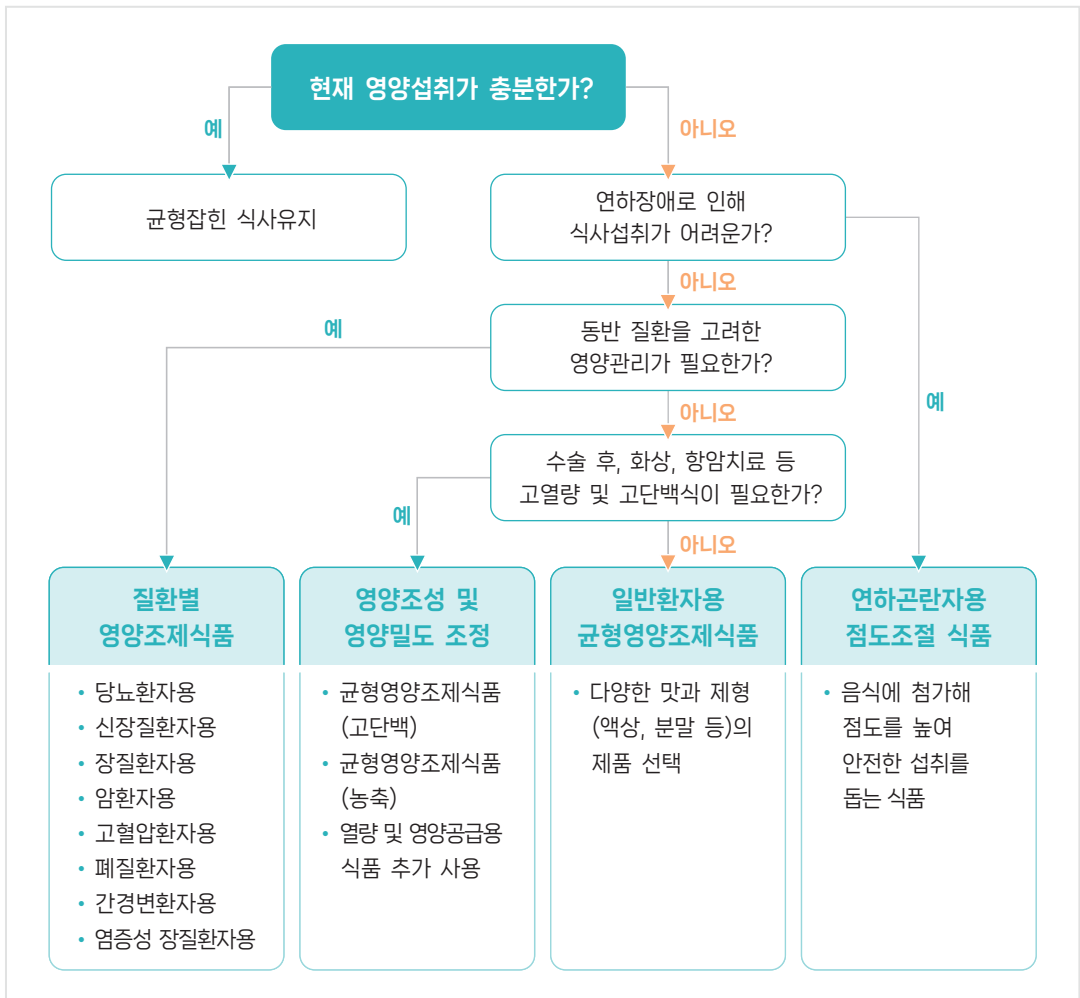 현재 영양섭취가 충분한가?
예
아니오
균형잡힌 식사유지
연하장애로 인해
식사섭취가 어려운가?
아니오
예
동반 질환을 고려한
영양관리가 필요한가?
예
아니오
수술 후, 화상, 항암치료 등
고열량 및 고단백식이 필요한가?
예
아니오
질환별
영양조제식품
• 당뇨환자용
• 신장질환자용
• 장질환자용
• 암환자용
• 고혈압환자용
• 폐질환자용
• 간경변환자용
• 염증성 장질환자용
영양조성 및
영양밀도 조정
• 균형영양조제식품
(고단백)
• 균형영양조제식품
(농축)
• 열량 및 영양공급용
식품 추가 사용
일반환자용
균형영양조제식품
• 다양한 맛과 제형
(액상, 분말 등)의
제품 선택
연하곤란자용
점도조절 식품
• 음식에 첨가해
점도를 높여
안전한 섭취를
돕는 식품